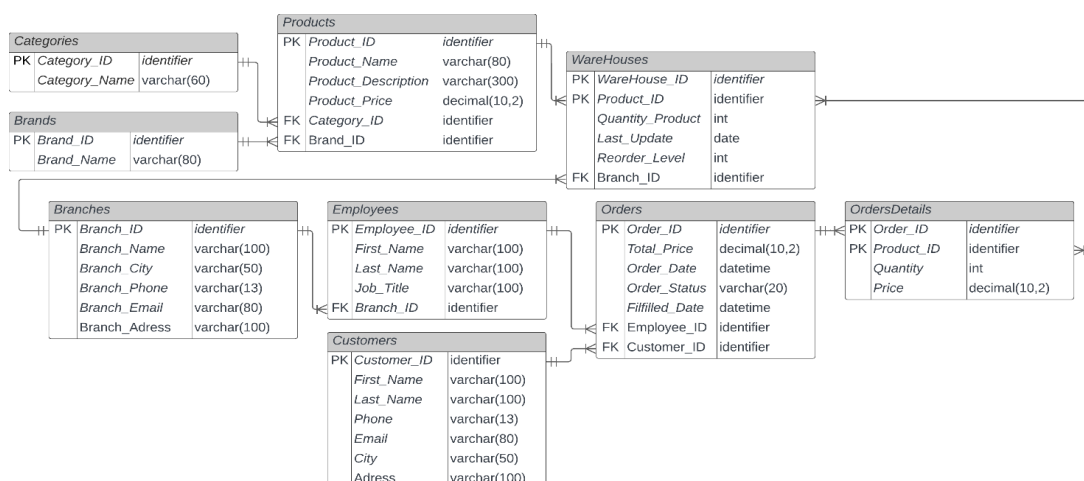 Categories
PK Category_ID identifier
Category_Name varchar(60)
Brands
PK Brand_ID identifier
Brand_Name varchar(80)
Products
PK Product_ID identifier
Product_Name varchar(80)
Product_Description varchar(300)
Product_Price decimal(10,2)
FK Category_ID identifier
FK Brand_ID identifier
WareHouses
PK WareHouse_ID identifier
PK Product_ID identifier
Quantity_Product int
Last_Update date
Reorder_Level int
FK Branch_ID identifier
Branches
PK Branch_ID identifier
Branch_Name varchar(100)
Branch_City varchar(50)
Branch_Phone varchar(13)
Branch_Email varchar(80)
Branch_Adress varchar(100)
Employees
PK Employee_ID identifier
First_Name varchar(100)
Last_Name varchar(100)
Job_Title varchar(100)
FK Branch_ID identifier
Customers
PK Customer_ID identifier
First_Name varchar(100)
Last_Name varchar(100)
Phone varchar(13)
Email varchar(80)
City varchar(50)
Adress varchar(100)
Orders
PK Order_ID identifier
Total_Price decimal(10,2)
Order_Date datetime
Order_Status varchar(20)
Filfilled_Date datetime
FK Employee_ID identifier
FK Customer_ID identifier
OrdersDetails
PK Order_ID identifier
PK Product_ID identifier
Quantity int
Price decimal(10,2)